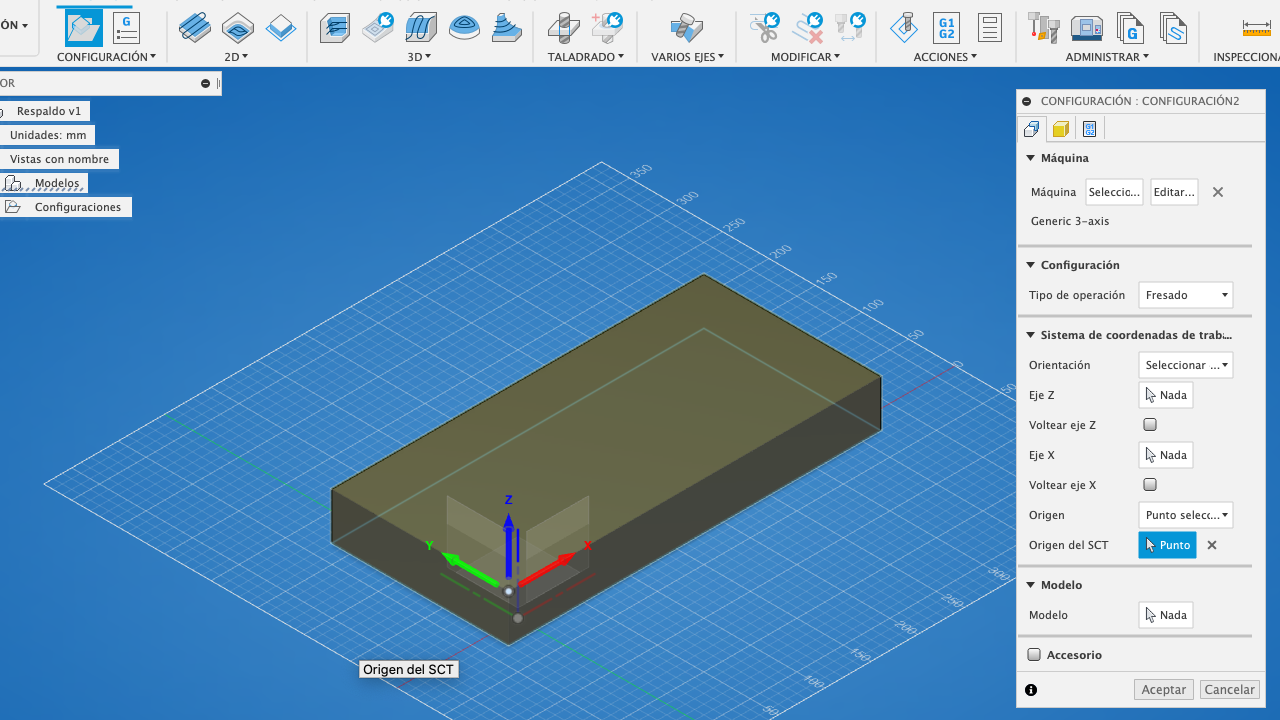 ÓN
G
G1
G2
G
CONFIGURACIÓN
2D
3D
TALADRADO
VARIOS EJES
MODIFICAR
ACCIONES
ADMINISTRAR
INSPECCIONA
OR
Respaldo v1
Unidades: mm
Vistas con nombre
Modelos
Configuraciones
350
300
250
200
150
100
50
0
50
300
250
200
150
100
50
Z
Y
X
Origen del SCT
CONFIGURACIÓN : CONFIGURACIÓN2
Máquina
Máquina Seleccic... Editar...
Generic 3-axis
Configuración
Tipo de operación Fresado
Sistema de coordenadas de trab...
Orientación Seleccionar ...
Eje Z Nada
Voltear eje Z
Eje X Nada
Voltear eje X
Origen Punto selecc...
Origen del SCT Punto
Modelo
Modelo Nada
Accesorio
Aceptar Cancelar